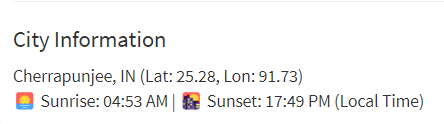 City Information
Cherrapunjee, IN (Lat: 25.28, Lon: 91.73)
Sunrise: 04:53 AM | Sunset: 17:49 PM (Local Time)